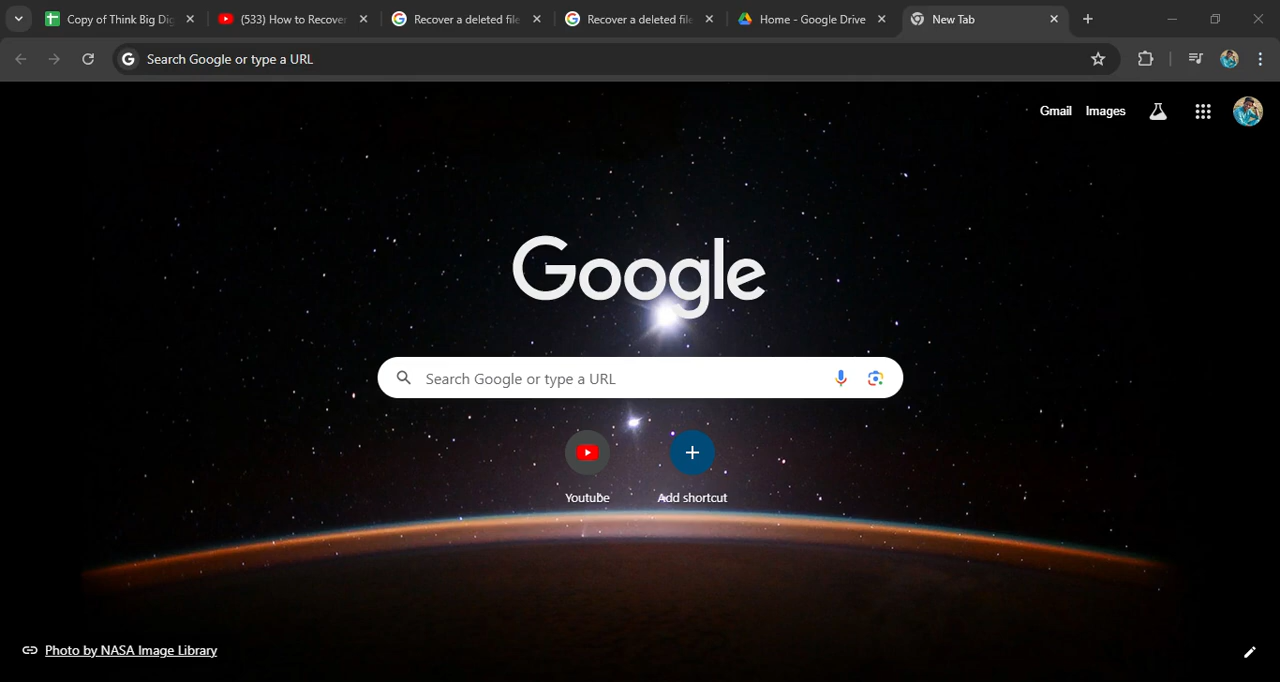 Copy of Think Big Dig
(533) How to Recover
Recover a deleted file
Recover a deleted file
Home - Google Drive
New Tab
Search Google or type a URL
Gmail
Images
Google
Search Google or type a URL
Youtube
Add shortcut
Photo by NASA Image Library